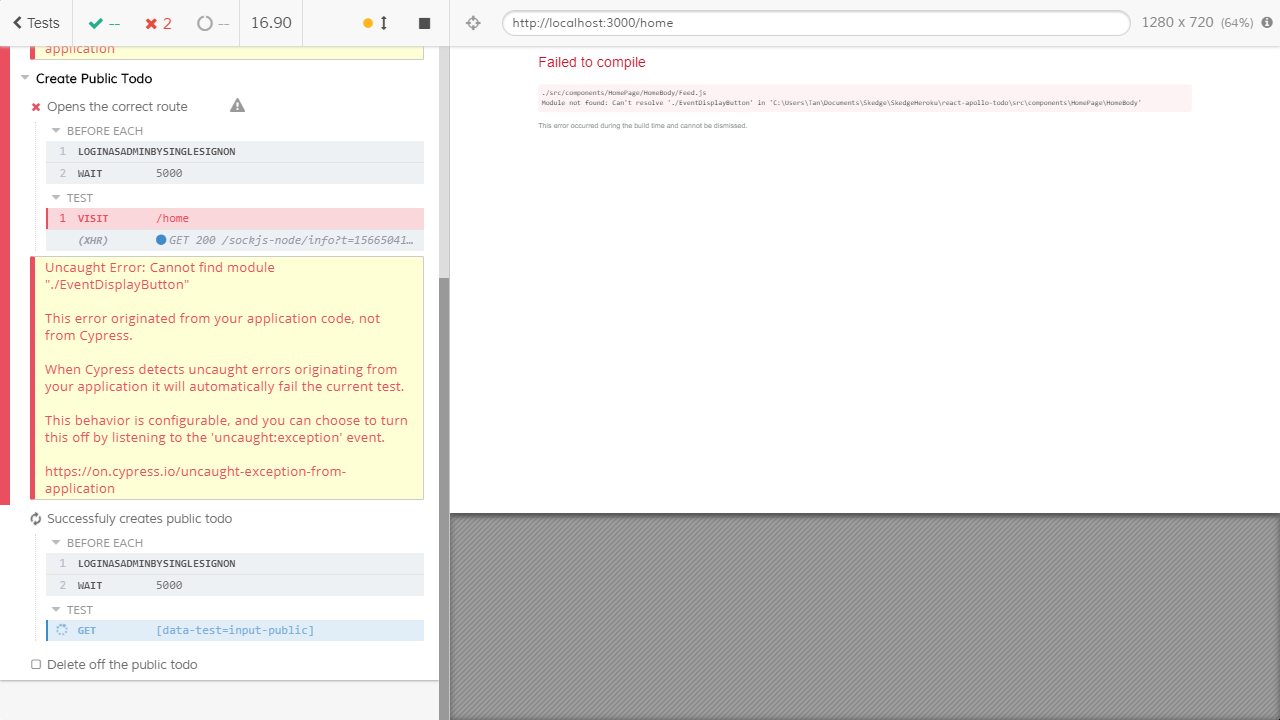 Tests
--
2
--
16.90
application
Create Public Todo
Opens the correct route
BEFORE EACH
1 LOGINASADMINBYSINGLESIGNON
2 WAIT 5000
TEST
1 VISIT /home
(XHR) GET 200 /sockjs-node/info?t=15665041…
Uncaught Error: Cannot find module
"./EventDisplayButton"
This error originated from your application code, not
from Cypress.
When Cypress detects uncaught errors originating from
your application it will automatically fail the current test.
This behavior is configurable, and you can choose to turn
this off by listening to the 'uncaught:exception' event.
https://on.cypress.io/uncaught-exception-from-
application
Successfuly creates public todo
BEFORE EACH
1 LOGINASADMINBYSINGLESIGNON
2 WAIT 5000
TEST
GET [data-test=input-public]
Delete off the public todo
http://localhost:3000/home
1280 x 720 (64%)
Failed to compile
./src/components/HomePage/HomeBody/Feed.js
Module not found: Can't resolve './EventDisplayButton' in 'C:\Users\Tan\Documents\Skedge\SkedgeHeroku\react-apollo-todo\src\components\HomePage\HomeBody'
This error occurred during the build time and cannot be dismissed.